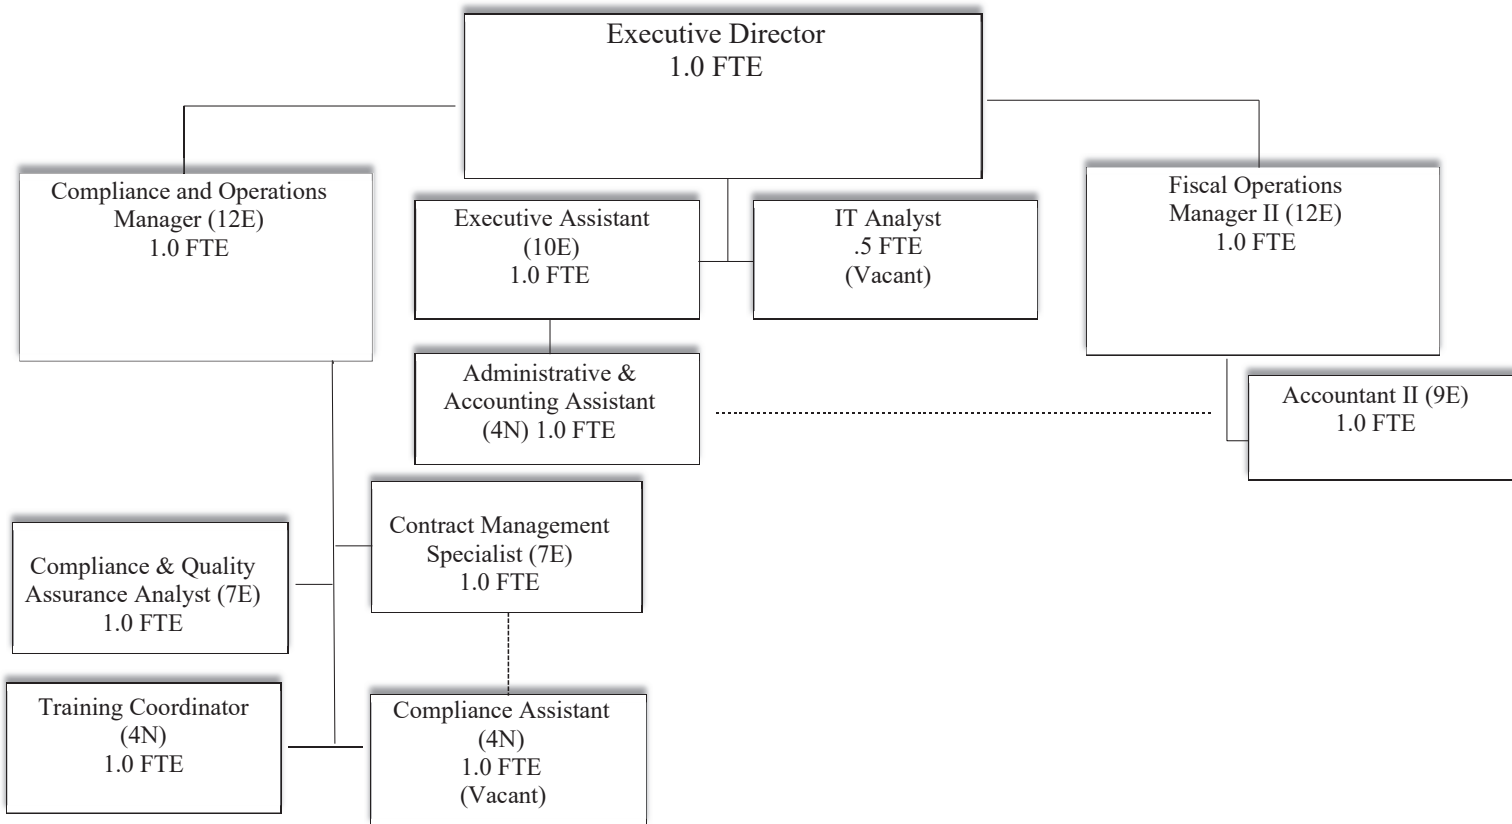 Executive Director
1.0 FTE
Compliance and Operations
Manager (12E)
1.0 FTE
Executive Assistant
(10E)
1.0 FTE
IT Analyst
.5 FTE
(Vacant)
Fiscal Operations
Manager II (12E)
1.0 FTE
Administrative &
Accounting Assistant
(4N) 1.0 FTE
Accountant II (9E)
1.0 FTE
Contract Management
Specialist (7E)
1.0 FTE
Compliance & Quality
Assurance Analyst (7E)
1.0 FTE
Training Coordinator
(4N)
1.0 FTE
Compliance Assistant
(4N)
1.0 FTE
(Vacant)